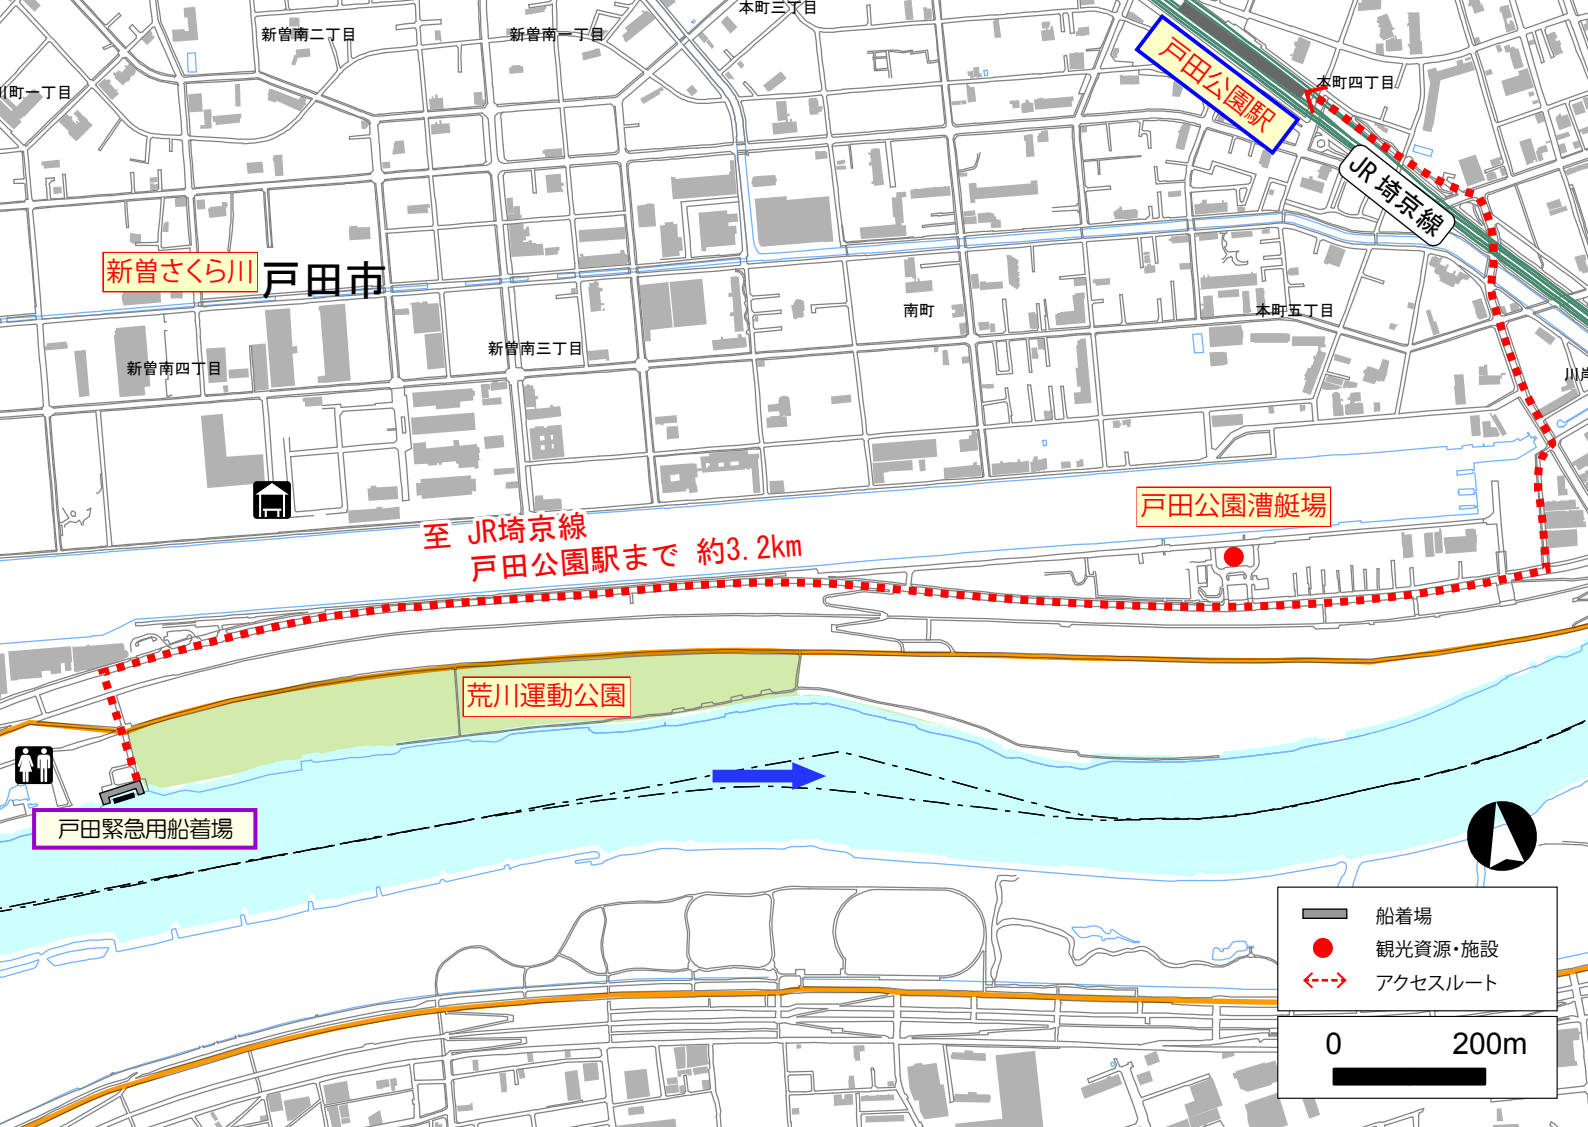 本町三丁目
新曽南二丁目
新曽南一丁目
川町一丁目
戸田公園駅
本町四丁目
JR 埼京線
新曽さくら川
戸田市
南町
本町五丁目
新曽南三丁目
新曽南四丁目
川岸
戸田公園漕艇場
至 JR埼京線
戸田公園駅まで 約3.2km
荒川運動公園
戸田緊急用船着場
船着場
観光資源・施設
アクセスルート
0 200m